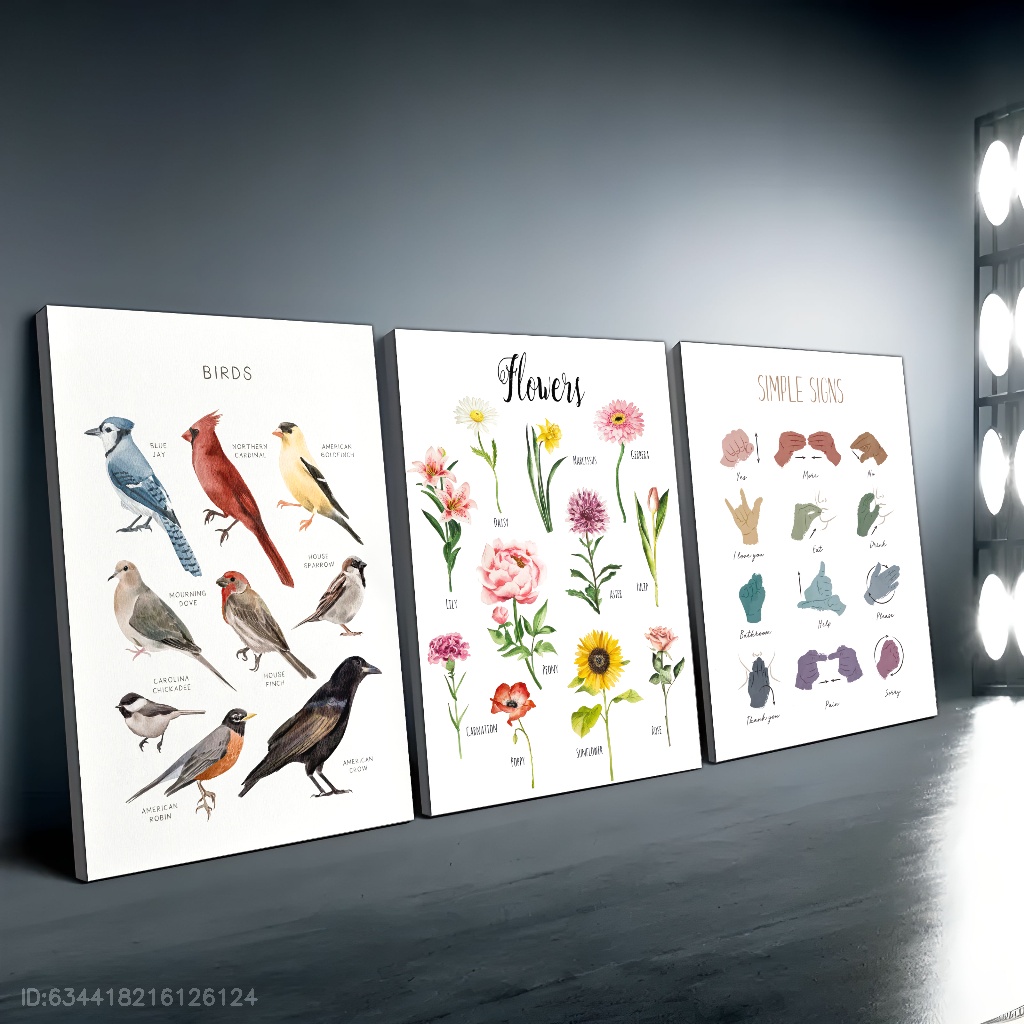 BIRDS
BLUE
JAY
NORTHERN
CARDINAL
AMERICAN
GOLDFINCH
HOUSE
SPARROW
MOURNING
DOVE
HOUSE
FINCH
CAROLINA
CHICKADEE
AMERICAN
CROW
AMERICAN
ROBIN
Flowers
NARCISSUS
GERBERA
DAISY
LILY
ASTER
TULIP
PEONY
CARNATION
POPPY
SUNFLOWER
ROSE
SIMPLE SIGNS
Yes
More
No
I love you
Eat
Drink
Bathroom
Help
Please
Thank you
Pain
Sorry
ID:634418216126124